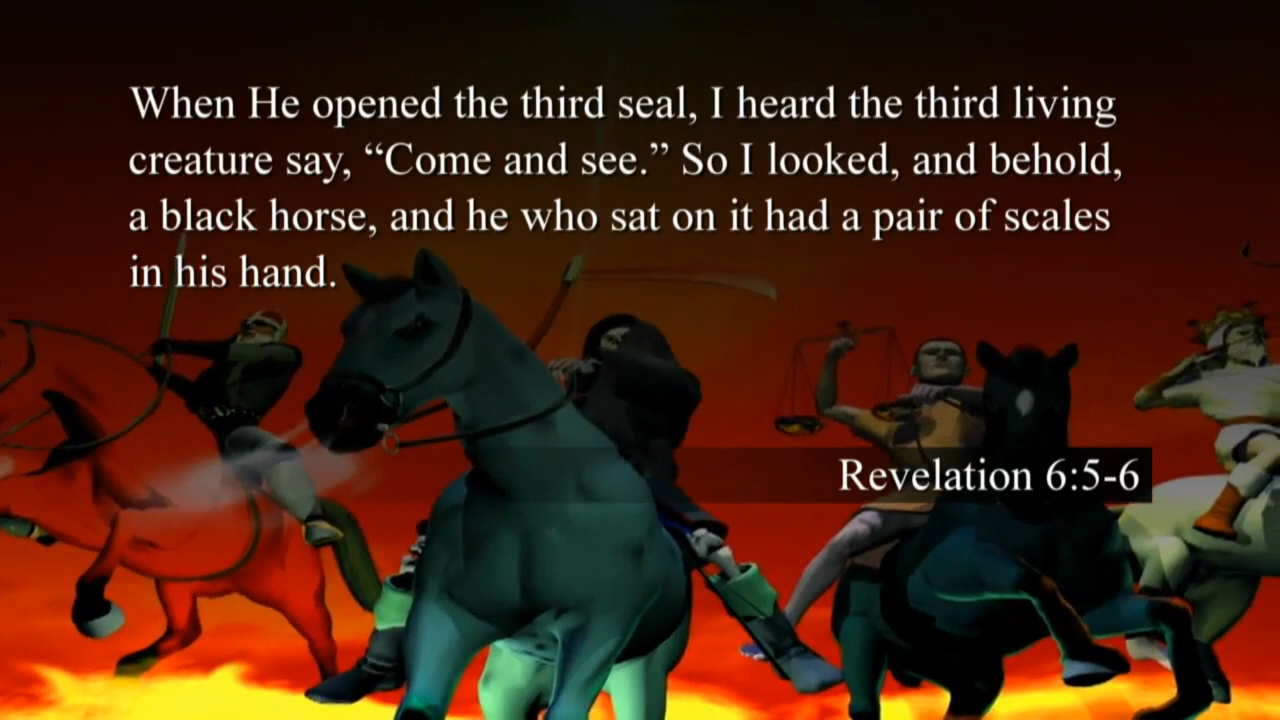 When He opened the third seal, I heard the third living
creature say, “Come and see.” So I looked, and behold,
a black horse, and he who sat on it had a pair of scales
in his hand.
Revelation 6:5-6